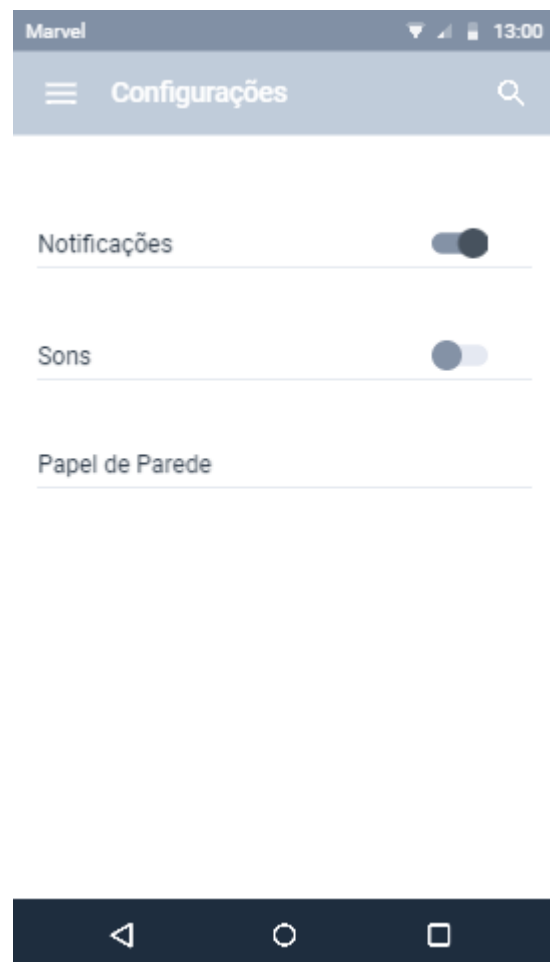 Marvel 13:00
Configurações
Notificações
Sons
Papel de Parede